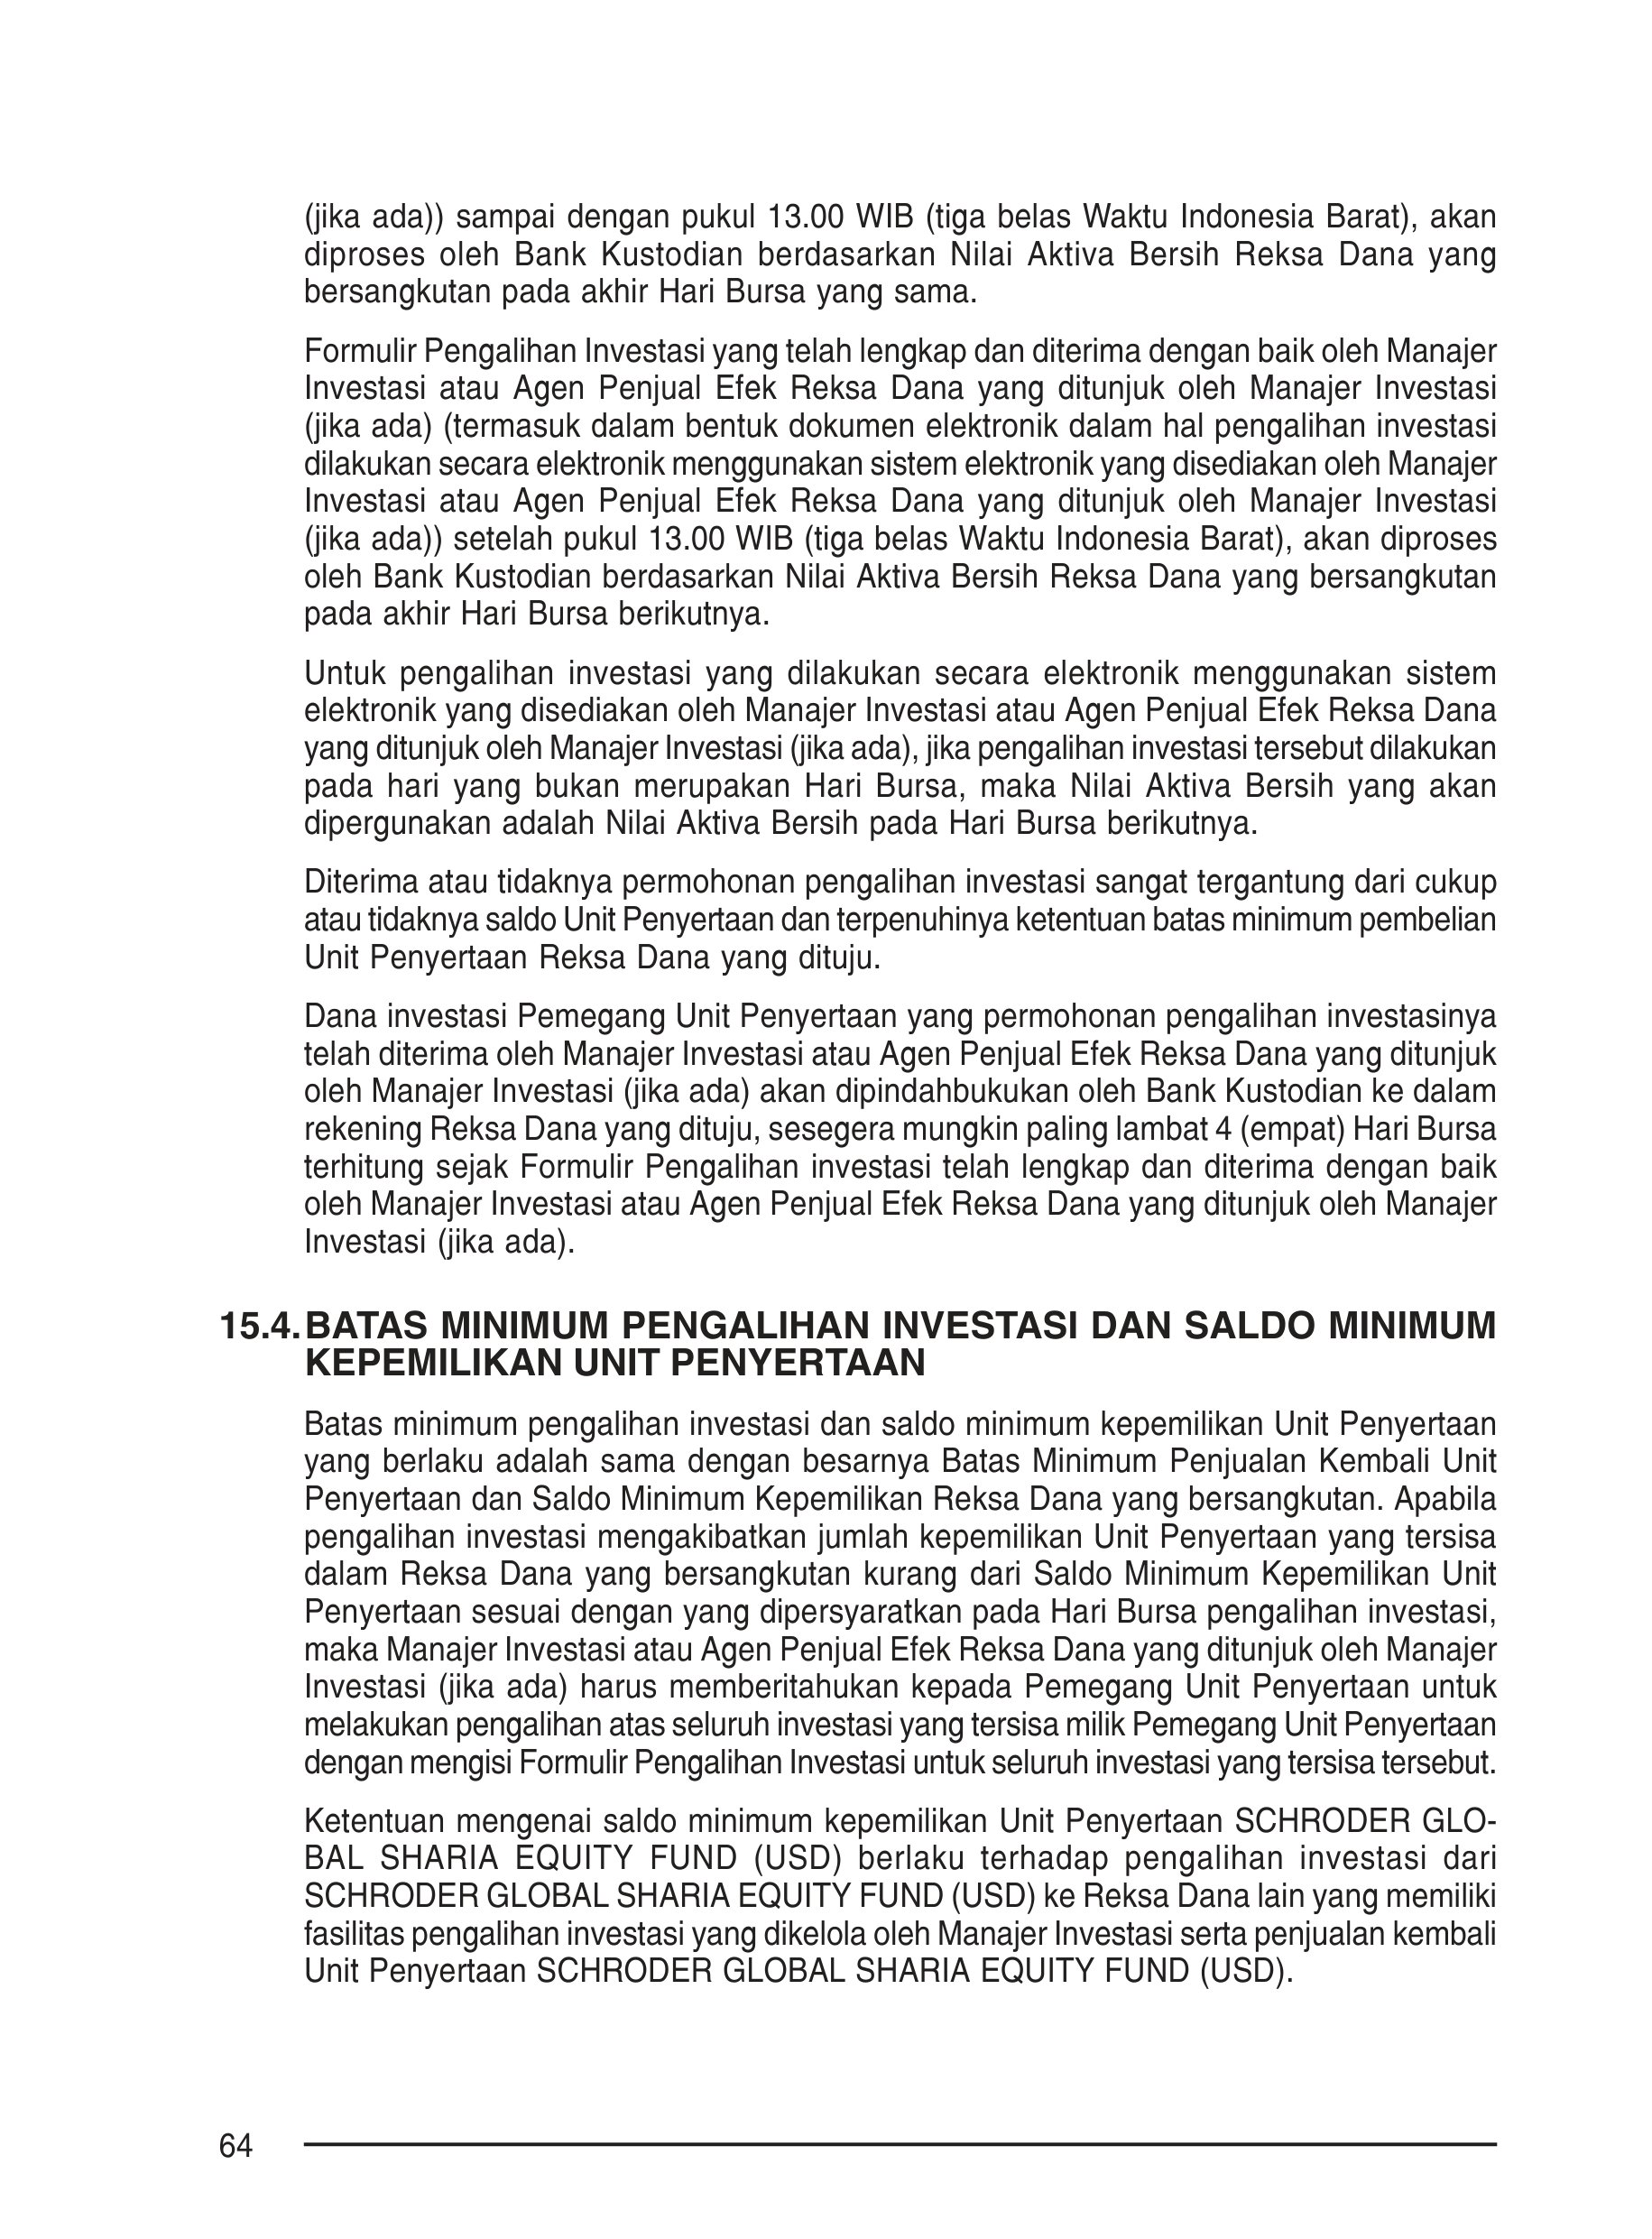 (jika ada)) sampai dengan pukul 13.00 WIB (tiga belas Waktu Indonesia Barat), akan
diproses oleh Bank Kustodian berdasarkan Nilai Aktiva Bersih Reksa Dana yang
bersangkutan pada akhir Hari Bursa yang sama.
Formulir Pengalihan Investasi yang telah lengkap dan diterima dengan baik oleh Manajer
Investasi atau Agen Penjual Efek Reksa Dana yang ditunjuk oleh Manajer Investasi
(jika ada) (termasuk dalam bentuk dokumen elektronik dalam hal pengalihan investasi
dilakukan secara elektronik menggunakan sistem elektronik yang disediakan oleh Manajer
Investasi atau Agen Penjual Efek Reksa Dana yang ditunjuk oleh Manajer Investasi
(jika ada)) setelah pukul 13.00 WIB (tiga belas Waktu Indonesia Barat), akan diproses
oleh Bank Kustodian berdasarkan Nilai Aktiva Bersih Reksa Dana yang bersangkutan
pada akhir Hari Bursa berikutnya.
Untuk pengalihan investasi yang dilakukan secara elektronik menggunakan sistem
elektronik yang disediakan oleh Manajer Investasi atau Agen Penjual Efek Reksa Dana
yang ditunjuk oleh Manajer Investasi (jika ada), jika pengalihan investasi tersebut dilakukan
pada hari yang bukan merupakan Hari Bursa, maka Nilai Aktiva Bersih yang akan
dipergunakan adalah Nilai Aktiva Bersih pada Hari Bursa berikutnya.
Diterima atau tidaknya permohonan pengalihan investasi sangat tergantung dari cukup
atau tidaknya saldo Unit Penyertaan dan terpenuhinya ketentuan batas minimum pembelian
Unit Penyertaan Reksa Dana yang dituju.
Dana investasi Pemegang Unit Penyertaan yang permohonan pengalihan investasinya
telah diterima oleh Manajer Investasi atau Agen Penjual Efek Reksa Dana yang ditunjuk
oleh Manajer Investasi (jika ada) akan dipindahbukukan oleh Bank Kustodian ke dalam
rekening Reksa Dana yang dituju, sesegera mungkin paling lambat 4 (empat) Hari Bursa
terhitung sejak Formulir Pengalihan investasi telah lengkap dan diterima dengan baik
oleh Manajer Investasi atau Agen Penjual Efek Reksa Dana yang ditunjuk oleh Manajer
Investasi (jika ada).
15.4. BATAS MINIMUM PENGALIHAN INVESTASI DAN SALDO MINIMUM
KEPEMILIKAN UNIT PENYERTAAN
Batas minimum pengalihan investasi dan saldo minimum kepemilikan Unit Penyertaan
yang berlaku adalah sama dengan besarnya Batas Minimum Penjualan Kembali Unit
Penyertaan dan Saldo Minimum Kepemilikan Reksa Dana yang bersangkutan. Apabila
pengalihan investasi mengakibatkan jumlah kepemilikan Unit Penyertaan yang tersisa
dalam Reksa Dana yang bersangkutan kurang dari Saldo Minimum Kepemilikan Unit
Penyertaan sesuai dengan yang dipersyaratkan pada Hari Bursa pengalihan investasi,
maka Manajer Investasi atau Agen Penjual Efek Reksa Dana yang ditunjuk oleh Manajer
Investasi (jika ada) harus memberitahukan kepada Pemegang Unit Penyertaan untuk
melakukan pengalihan atas seluruh investasi yang tersisa milik Pemegang Unit Penyertaan
dengan mengisi Formulir Pengalihan Investasi untuk seluruh investasi yang tersisa tersebut.
Ketentuan mengenai saldo minimum kepemilikan Unit Penyertaan SCHRODER GLO-
BAL SHARIA EQUITY FUND (USD) berlaku terhadap pengalihan investasi dari
SCHRODER GLOBAL SHARIA EQUITY FUND (USD) ke Reksa Dana lain yang memiliki
fasilitas pengalihan investasi yang dikelola oleh Manajer Investasi serta penjualan kembali
Unit Penyertaan SCHRODER GLOBAL SHARIA EQUITY FUND (USD).
64